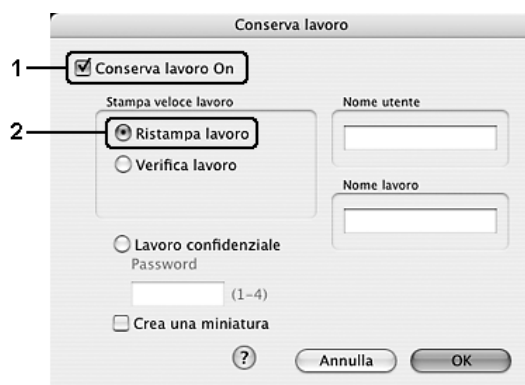 Conserva lavoro
1
Conserva lavoro On
Stampa veloce lavoro
2
Ristampa lavoro
Verifica lavoro
Nome utente
Nome lavoro
Lavoro confidenziale
Password
(1-4)
Crea una miniatura
?
Annulla
OK